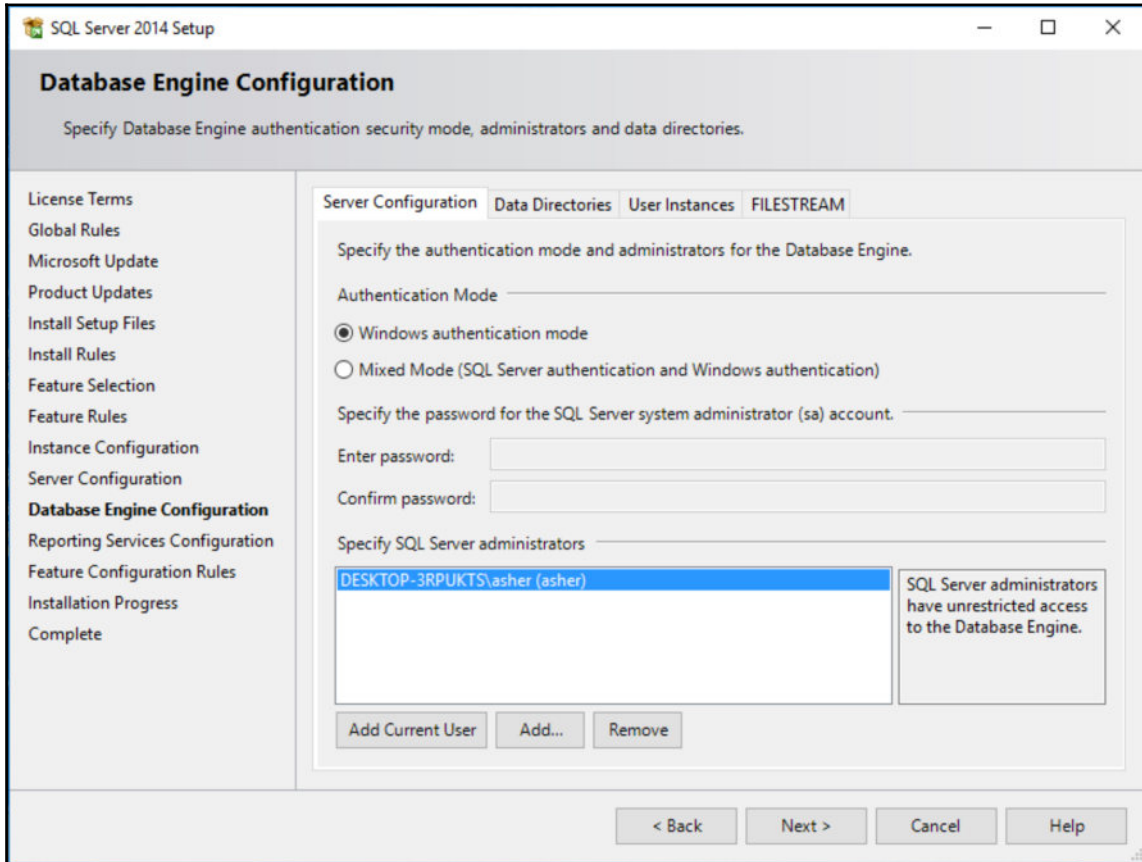 SQL Server 2014 Setup
Database Engine Configuration
Specify Database Engine authentication security mode, administrators and data directories.
License Terms
Global Rules
Microsoft Update
Product Updates
Install Setup Files
Install Rules
Feature Selection
Feature Rules
Instance Configuration
Server Configuration
Database Engine Configuration
Reporting Services Configuration
Feature Configuration Rules
Installation Progress
Complete
Server Configuration Data Directories User Instances FILESTREAM
Specify the authentication mode and administrators for the Database Engine.
Authentication Mode
Windows authentication mode
Mixed Mode (SQL Server authentication and Windows authentication)
Specify the password for the SQL Server system administrator (sa) account.
Enter password:
Confirm password:
Specify SQL Server administrators
DESKTOP-3RPUKTS\asher (asher)
SQL Server administrators
have unrestricted access
to the Database Engine.
Add Current User Add... Remove
< Back Next > Cancel Help